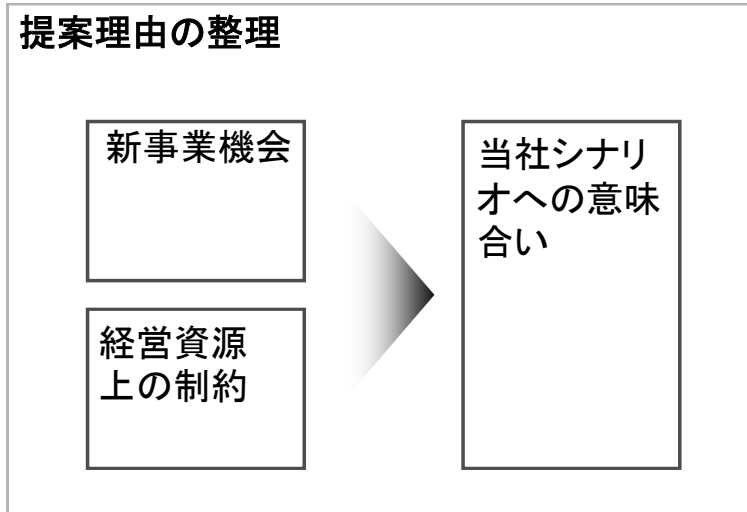 提案理由の整理
新事業機会
経営資源
上の制約
当社シナリ
オへの意味
合い